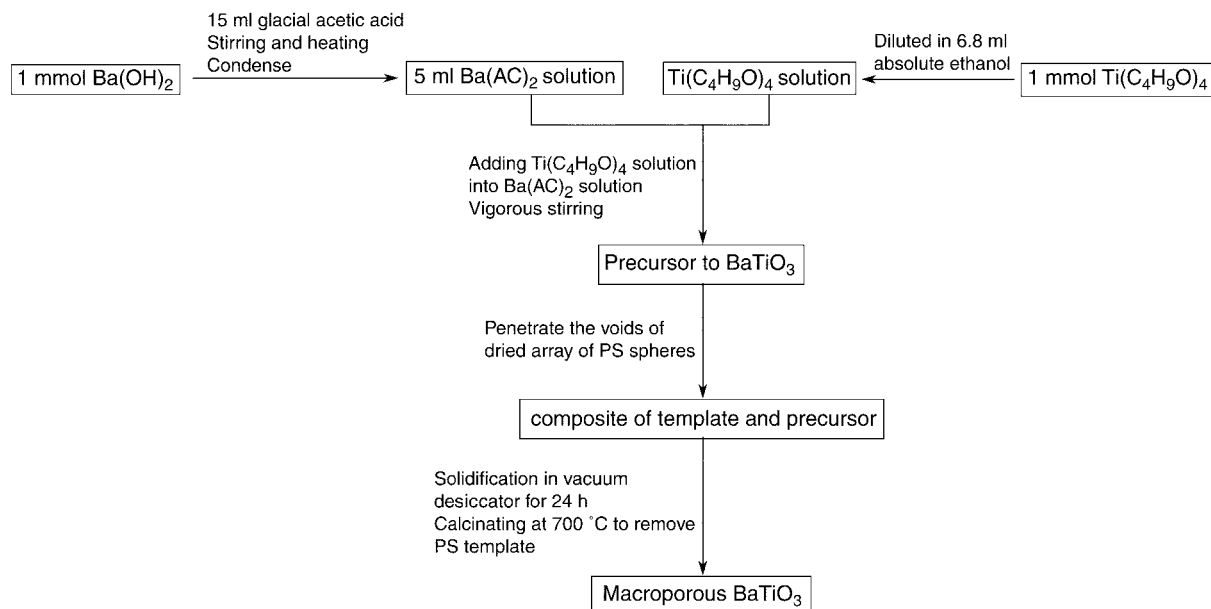 1 mmol Ba(OH)₂
15 ml glacial acetic acid
Stirring and heating
Condense
5 ml Ba(AC)₂ solution
Ti(C₄H₉O)₄ solution
Diluted in 6.8 ml
absolute ethanol
1 mmol Ti(C₄H₉O)₄
Adding Ti(C₄H₉O)₄ solution
into Ba(AC)₂ solution
Vigorous stirring
Precursor to BaTiO₃
Penetrate the voids of
dried array of PS spheres
composite of template and precursor
Solidification in vacuum
desiccator for 24 h
Calcinating at 700 °C to remove
PS template
Macroporous BaTiO₃